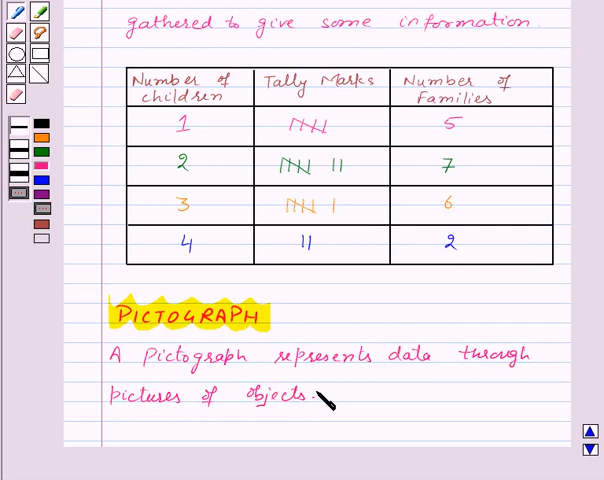 gathered to give some information
Number of children Tally Marks Number of Families
1 5
2 7
3 6
4 2
PICTOGRAPH
A Pictograph represents data through
pictures of objects.